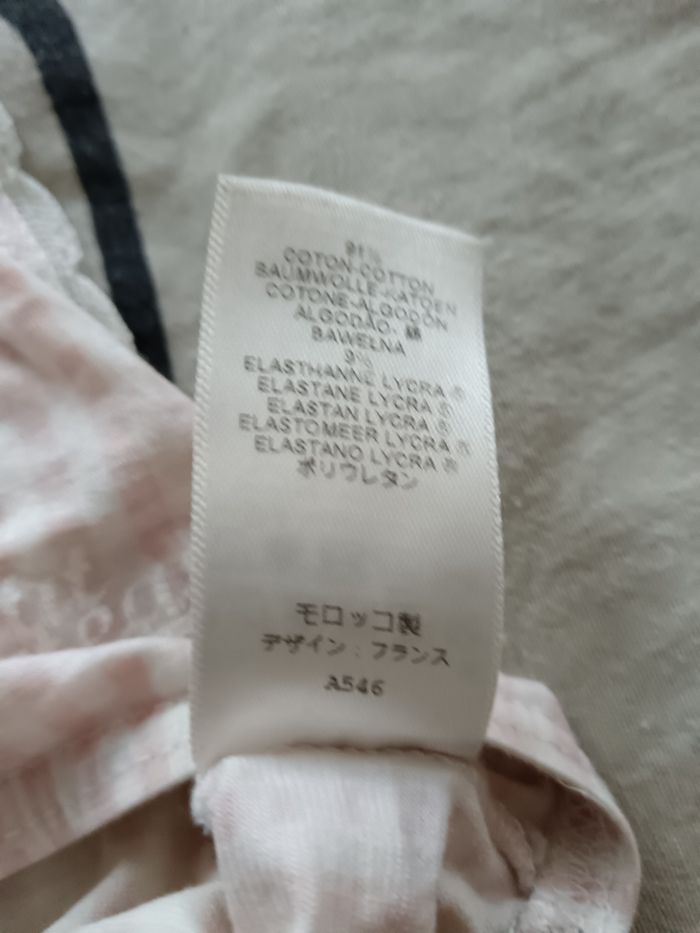 91%
COTON-COTTON
BAUMWOLLE-KATOEN
COTONE-ALGODÓN
ALGODÃO, 綿
BAWEŁNA
9%
ELASTHANNE LYCRA ®
ELASTANE LYCRA ®
ELASTAN LYCRA ®
ELASTOMEER LYCRA ®
ELASTANO LYCRA ®
ポリウレタン
モロッコ製
デザイン : フランス
A546